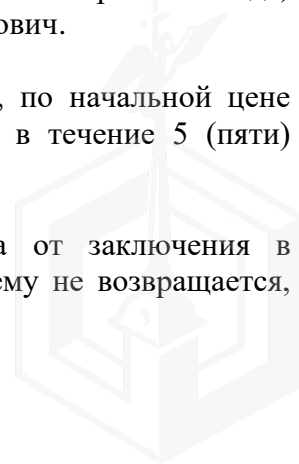 ович.
, по начальной цене
в течение 5 (пяти)
а от заключения в
ему не возвращается,